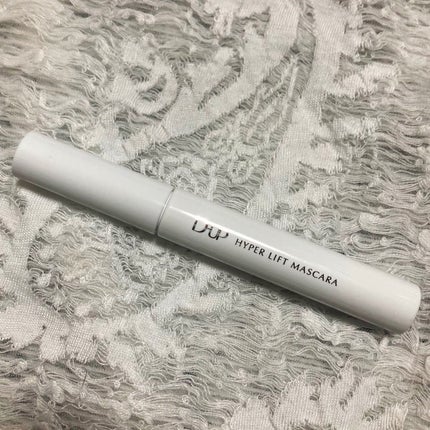 D-UP HYPER LIFT MASCARA